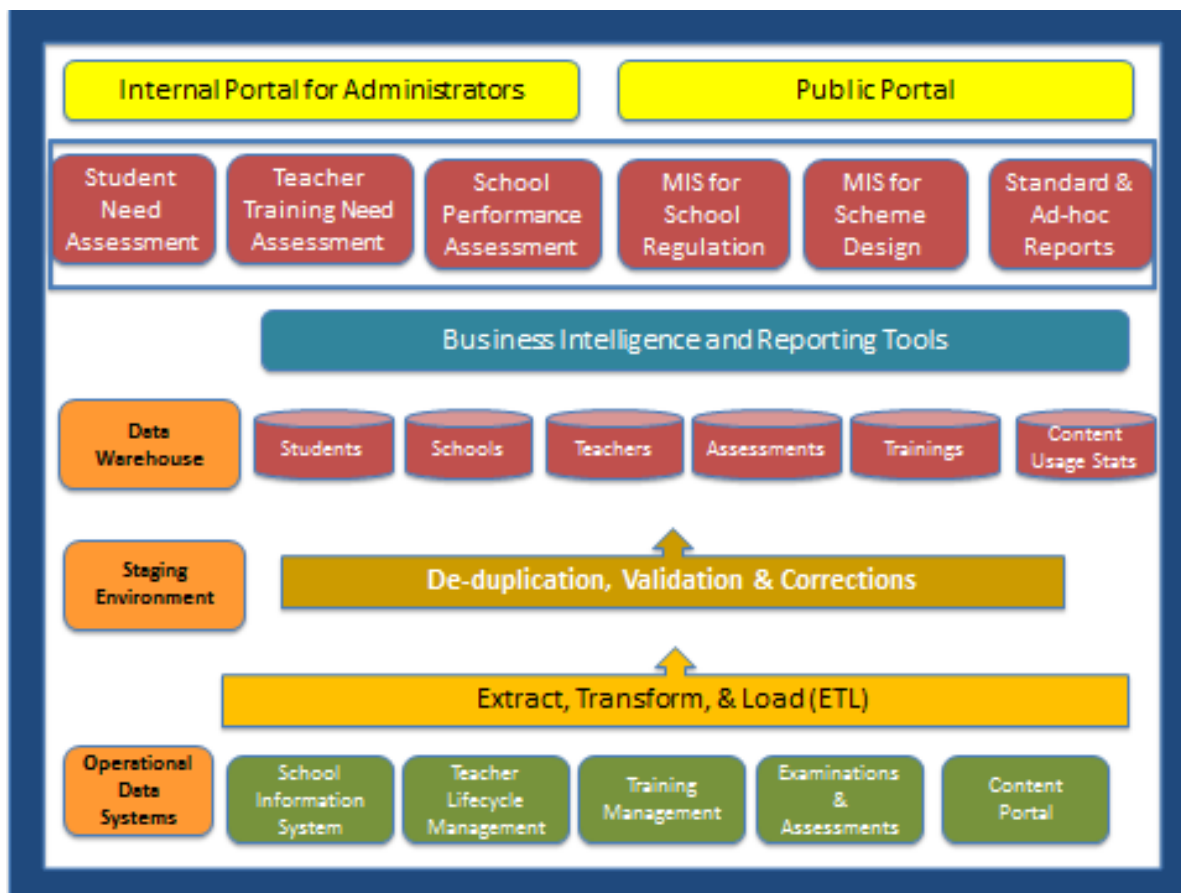 Internal Portal for Administrators
Public Portal
Student
Need
Assessment
Teacher
Training Need
Assessment
School
Performance
Assessment
MIS for
School
Regulation
MIS for
Scheme
Design
Standard &
Ad-hoc
Reports
Business Intelligence and Reporting Tools
Data
Warehouse
Students
Schools
Teachers
Assessments
Trainings
Content
Usage Stats
Staging
Environment
De-duplication, Validation & Corrections
Extract, Transform, & Load (ETL)
Operational
Data
Systems
School
Information
System
Teacher
Lifecycle
Management
Training
Management
Examinations
&
Assessments
Content
Portal